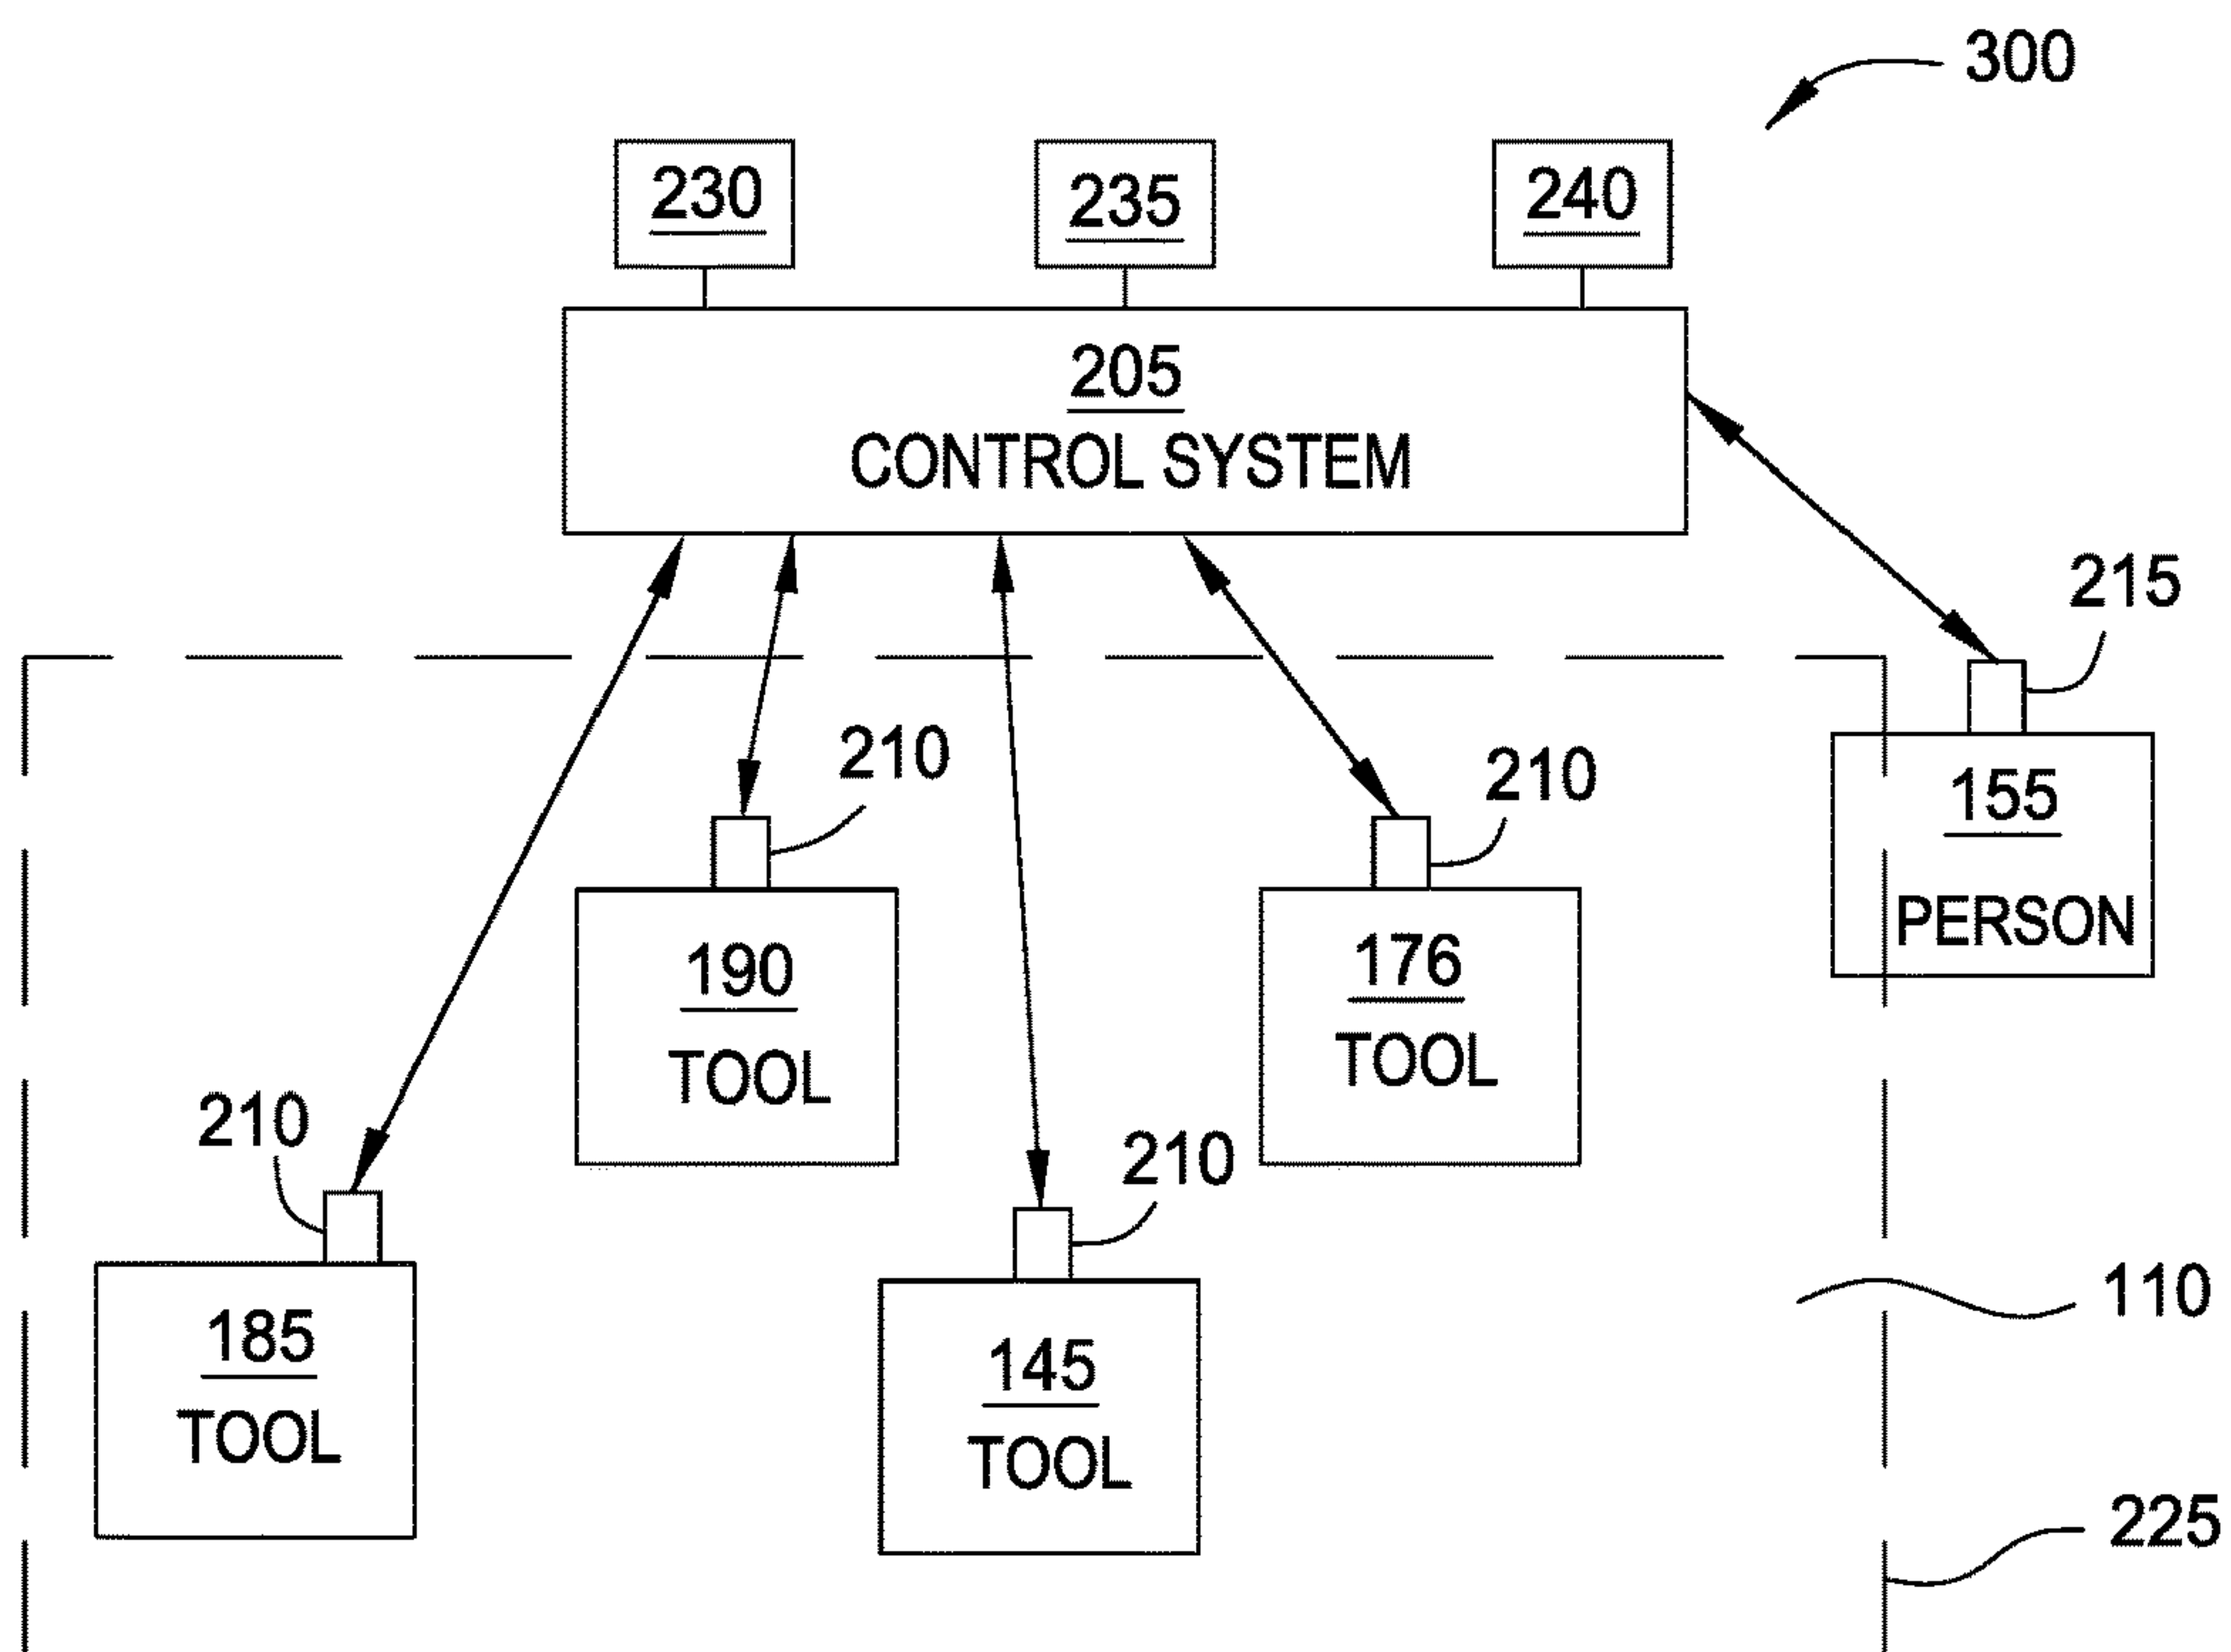 300
230
235
240
205
CONTROL SYSTEM
215
210
210
155
PERSON
190
TOOL
176
TOOL
210
210
185
TOOL
145
TOOL
110
225